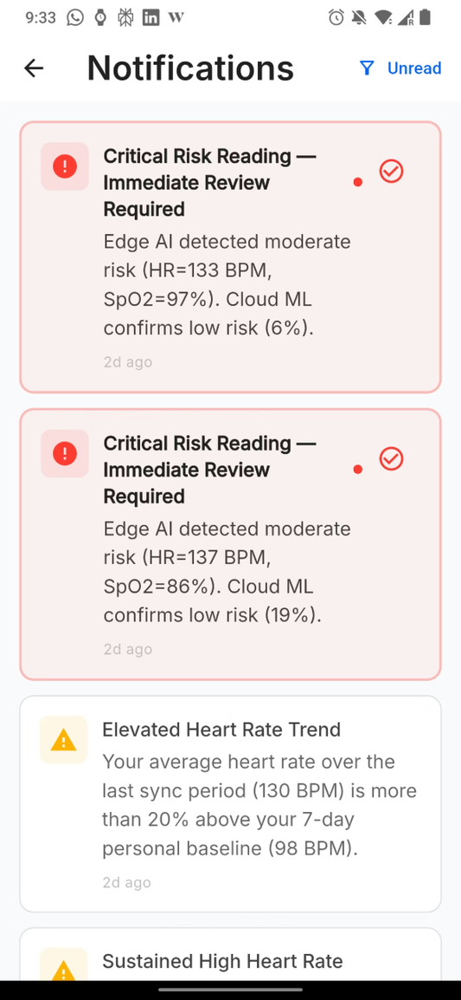 9:33
Notifications
Unread
Critical Risk Reading —
Immediate Review
Required
Edge AI detected moderate
risk (HR=133 BPM,
SpO2=97%). Cloud ML
confirms low risk (6%).
2d ago
Critical Risk Reading —
Immediate Review
Required
Edge AI detected moderate
risk (HR=137 BPM,
SpO2=86%). Cloud ML
confirms low risk (19%).
2d ago
Elevated Heart Rate Trend
Your average heart rate over the
last sync period (130 BPM) is more
than 20% above your 7-day
personal baseline (98 BPM).
2d ago
Sustained High Heart Rate